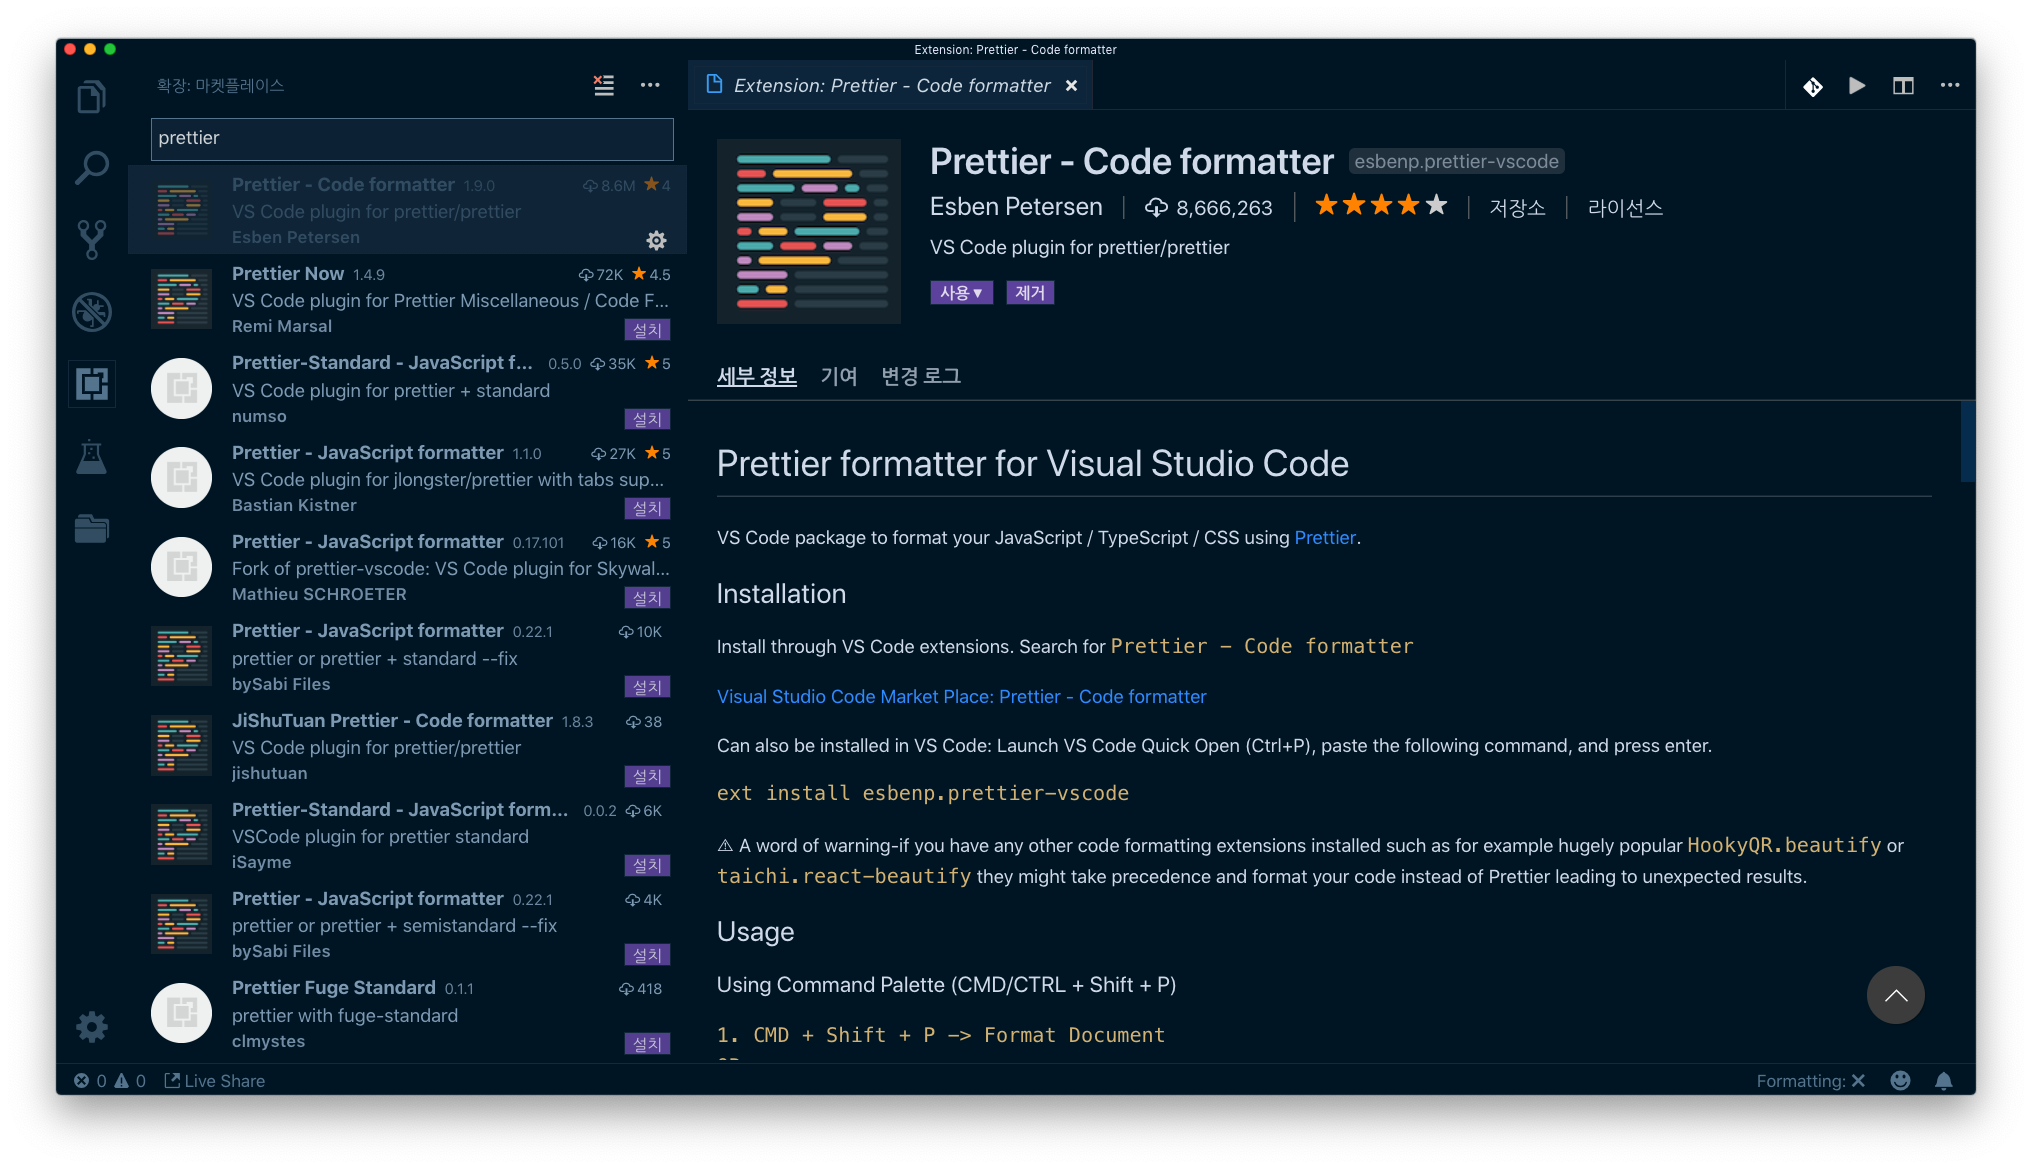 Extension: Prettier - Code formatter
확장: 마켓플레이스
prettier
Prettier - Code formatter 1.9.0 8.6M ★ 4
VS Code plugin for prettier/prettier
Esben Petersen
Prettier Now 1.4.9 72K ★ 4.5
VS Code plugin for Prettier Miscellaneous / Code F...
Remi Marsal 설치
Prettier-Standard - JavaScript f... 0.5.0 35K ★ 5
VS Code plugin for prettier + standard
numso 설치
Prettier - JavaScript formatter 1.1.0 27K ★ 5
VS Code plugin for jlongster/prettier with tabs sup...
Bastian Kistner 설치
Prettier - JavaScript formatter 0.17.101 16K ★ 5
Fork of prettier-vscode: VS Code plugin for Skywal...
Mathieu SCHROETER 설치
Prettier - JavaScript formatter 0.22.1 10K
prettier or prettier + standard --fix
bySabi Files 설치
JiShuTuan Prettier - Code formatter 1.8.3 38
VS Code plugin for prettier/prettier
jishutuan 설치
Prettier-Standard - JavaScript form... 0.0.2 6K
VSCode plugin for prettier standard
iSayme 설치
Prettier - JavaScript formatter 0.22.1 4K
prettier or prettier + semistandard --fix
bySabi Files 설치
Prettier Fuge Standard 0.1.1 418
prettier with fuge-standard
clmystes 설치
Extension: Prettier - Code formatter ×
Prettier - Code formatter esbenp.prettier-vscode
Esben Petersen | 8,666,263 | ★★★★★ | 저장소 | 라이선스
VS Code plugin for prettier/prettier
사용▼ 제거
세부 정보 기여 변경 로그
Prettier formatter for Visual Studio Code
VS Code package to format your JavaScript / TypeScript / CSS using Prettier.
Installation
Install through VS Code extensions. Search for Prettier - Code formatter
Visual Studio Code Market Place: Prettier - Code formatter
Can also be installed in VS Code: Launch VS Code Quick Open (Ctrl+P), paste the following command, and press enter.
ext install esbenp.prettier-vscode
⚠ A word of warning-if you have any other code formatting extensions installed such as for example hugely popular HookyQR.beautify or
taichi.react-beautify they might take precedence and format your code instead of Prettier leading to unexpected results.
Usage
Using Command Palette (CMD/CTRL + Shift + P)
1. CMD + Shift + P -> Format Document
0 0 Live Share
Formatting: ×